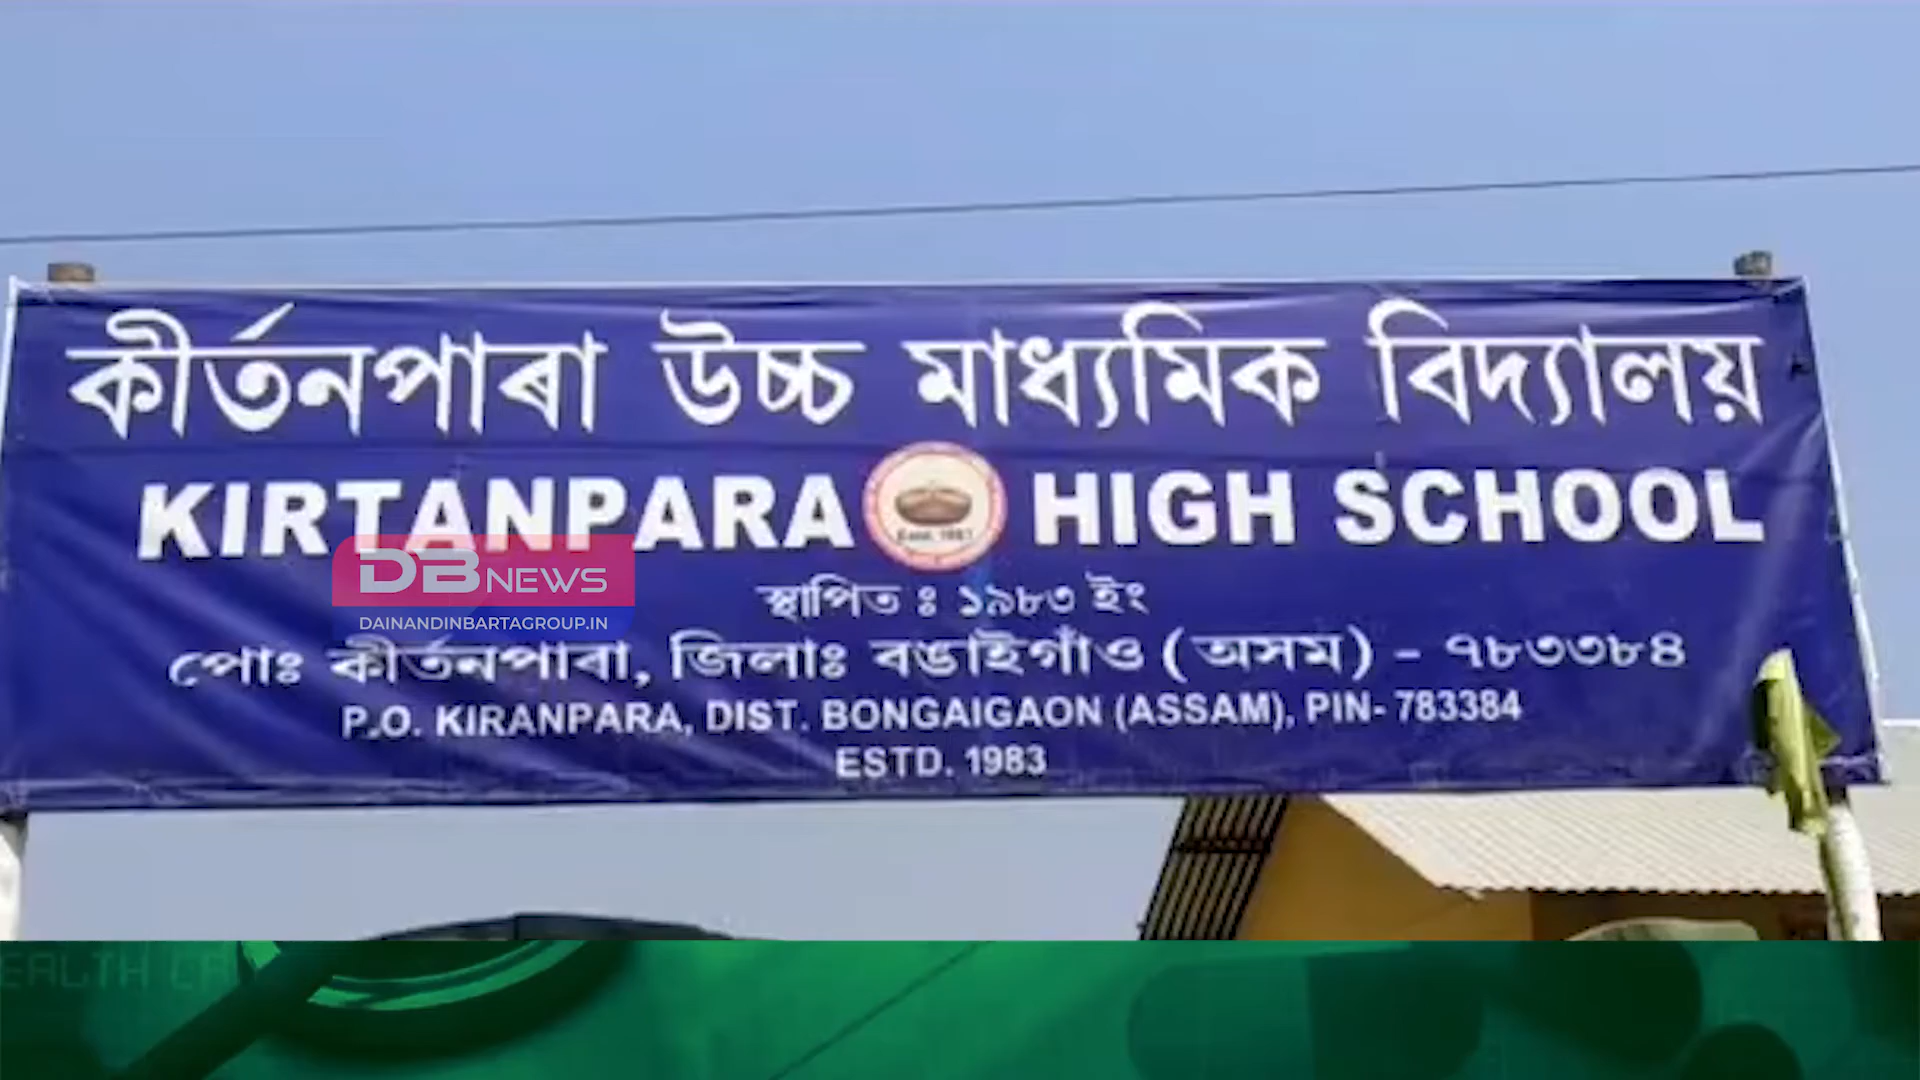 কীৰ্তনপাৰা উচ্চ মাধ্যমিক বিদ্যালয়
KIRTANPARA HIGH SCHOOL
DB NEWS
DAINANDINBARTAGROUP.IN
স্থাপিত ঃ ১৯৮৩ ইং
পোঃ কীৰ্তনপাৰা, জিলাঃ বঙাইগাঁও (অসম) - ৭৮৩৩৮৪
P.O. KIRANPARA, DIST. BONGAIGAON (ASSAM), PIN- 783384
ESTD. 1983